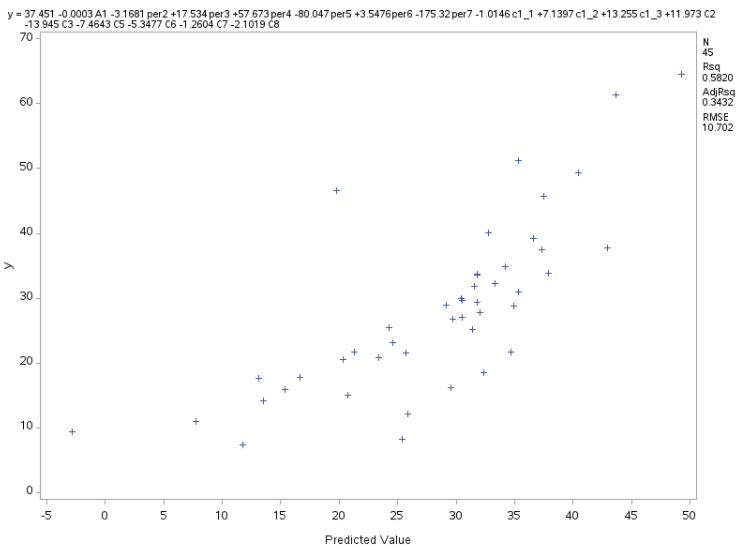 y = 37.451 -0.0003 A1 -3.1681 per2 +17.534 per3 +57.673 per4 -80.047 per5 +3.5476 per6 -175.32 per7 -1.0146 c1_1 +7.1397 c1_2 +13.255 c1_3 +11.973 C2
-13.945 C3 -7.4643 C5 -5.3477 C6 -1.2604 C7 -2.1019 C8
70
60
50
40
30
20
10
0
y
-5 0 5 10 15 20 25 30 35 40 45 50
Predicted Value
N
45
Rsq
0.5820
AdjRsq
0.3432
RMSE
10.702